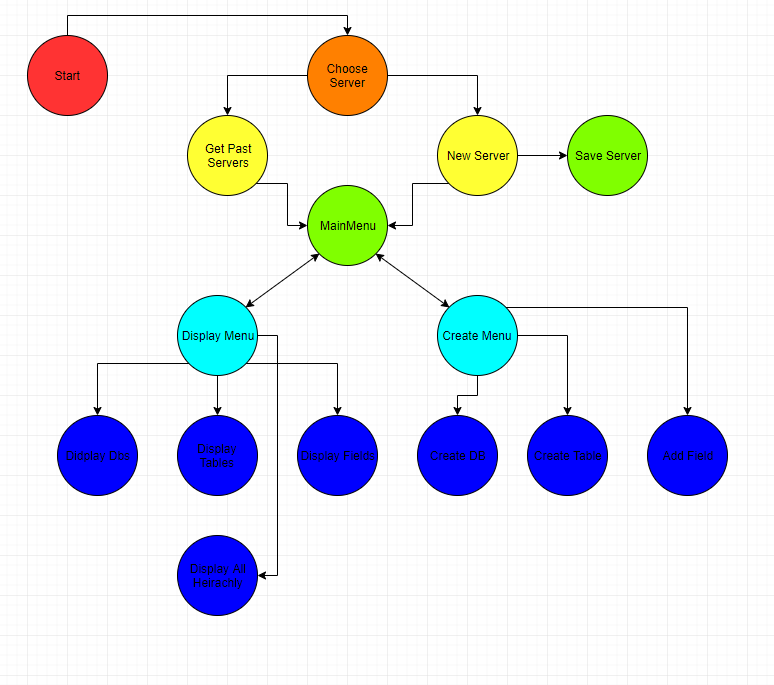 Start
Choose
Server
Get Past
Servers
New Server
Save Server
MainMenu
Display Menu
Create Menu
Display Dbs
Display
Tables
Display Fields
Create DB
Create Table
Add Field
Display All
Heirachly